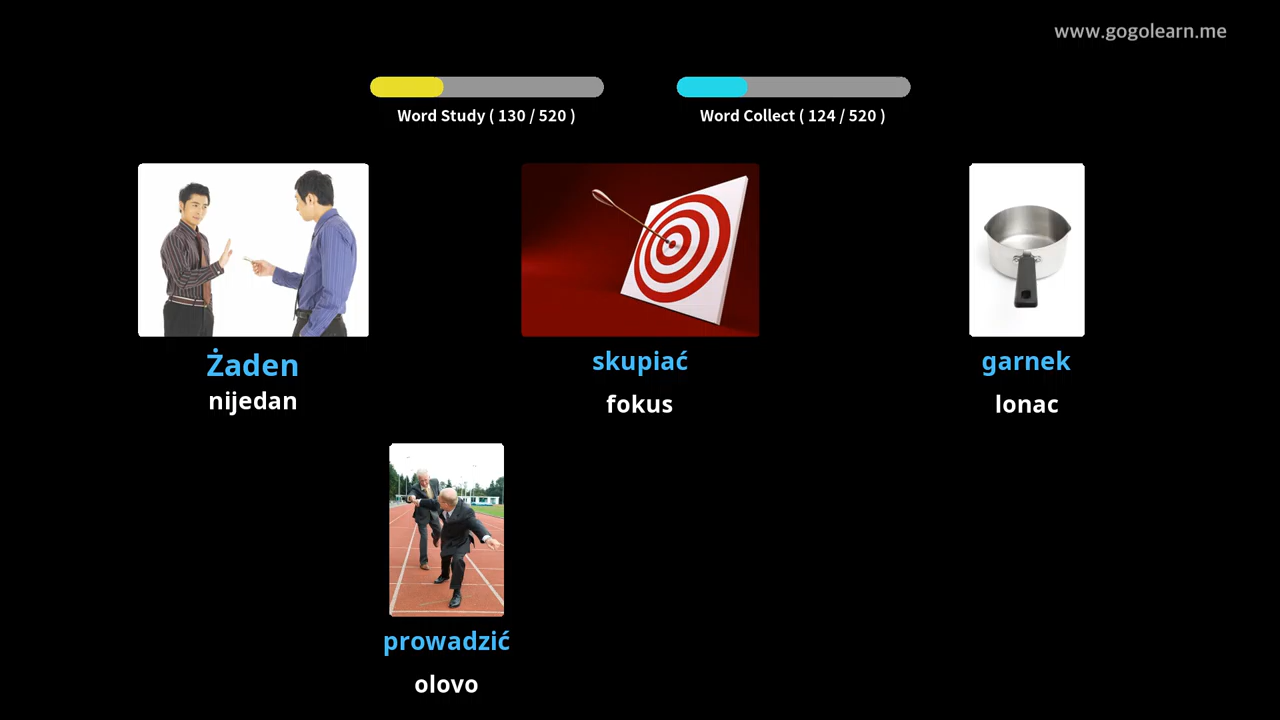 www.gogolearn.me
Word Study ( 130 / 520 )
Word Collect ( 124 / 520 )
Żaden
nijedan
skupiać
fokus
garnek
lonac
prowadzić
olovo